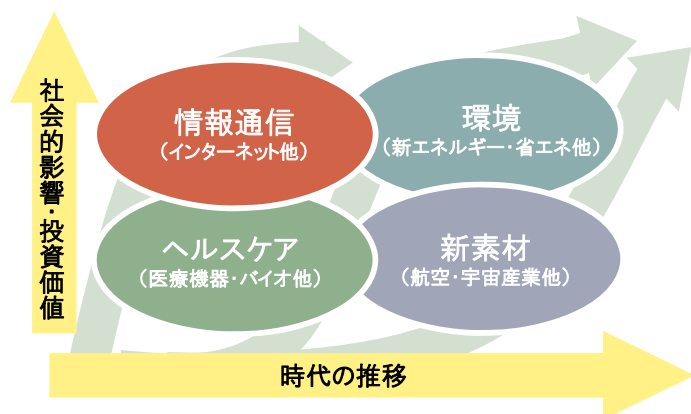 社会的影響・投資価値
情報通信
（インターネット他）
環境
（新エネルギー・省エネ他）
ヘルスケア
（医療機器・バイオ他）
新素材
（航空・宇宙産業他）
時代の推移